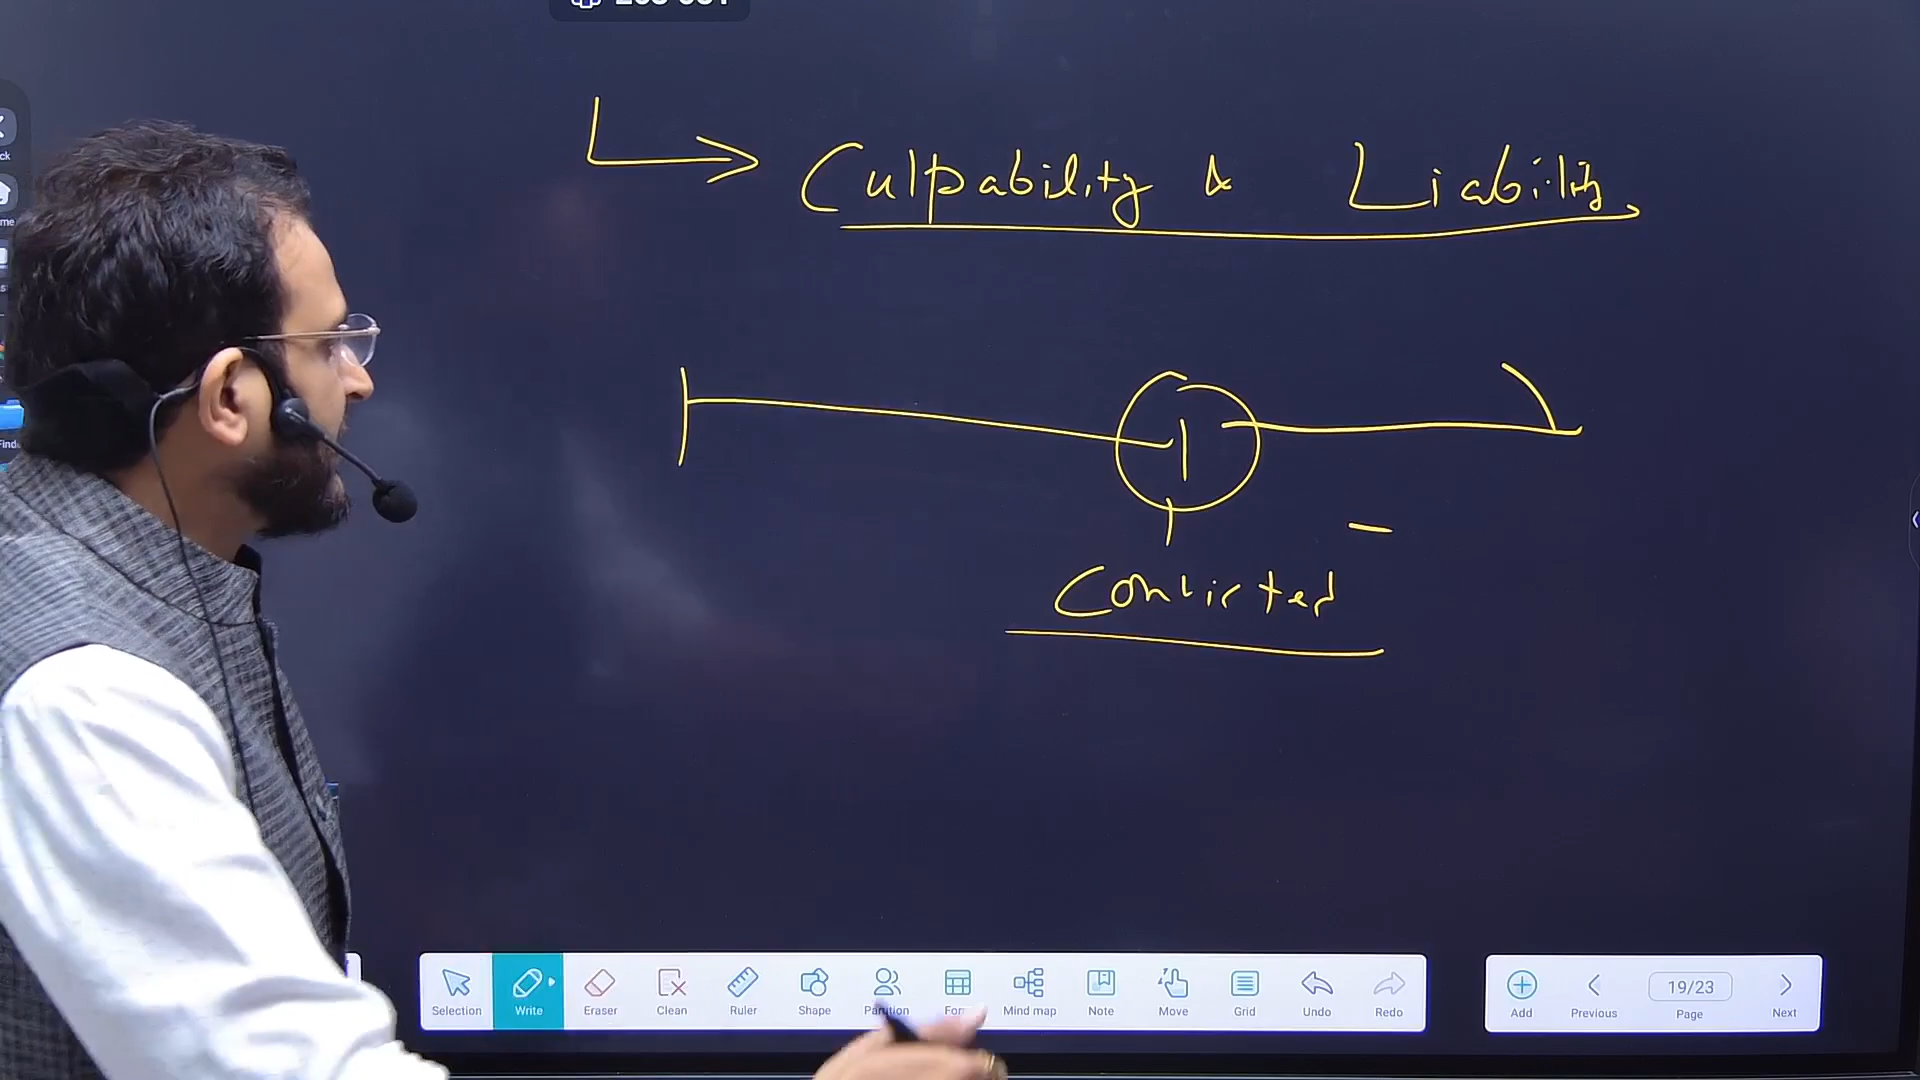 Culpability & Liability
Convicted
Selection Write Eraser Clean Ruler Shape Partition Mind map Note Move Grid Undo Redo
Add Previous 19/23 Page Next